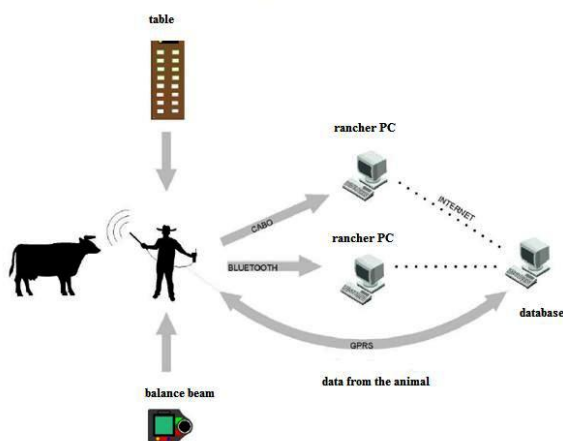 table
rancher PC
CABO
INTERNET
rancher PC
BLUETOOTH
database
GPRS
data from the animal
balance beam